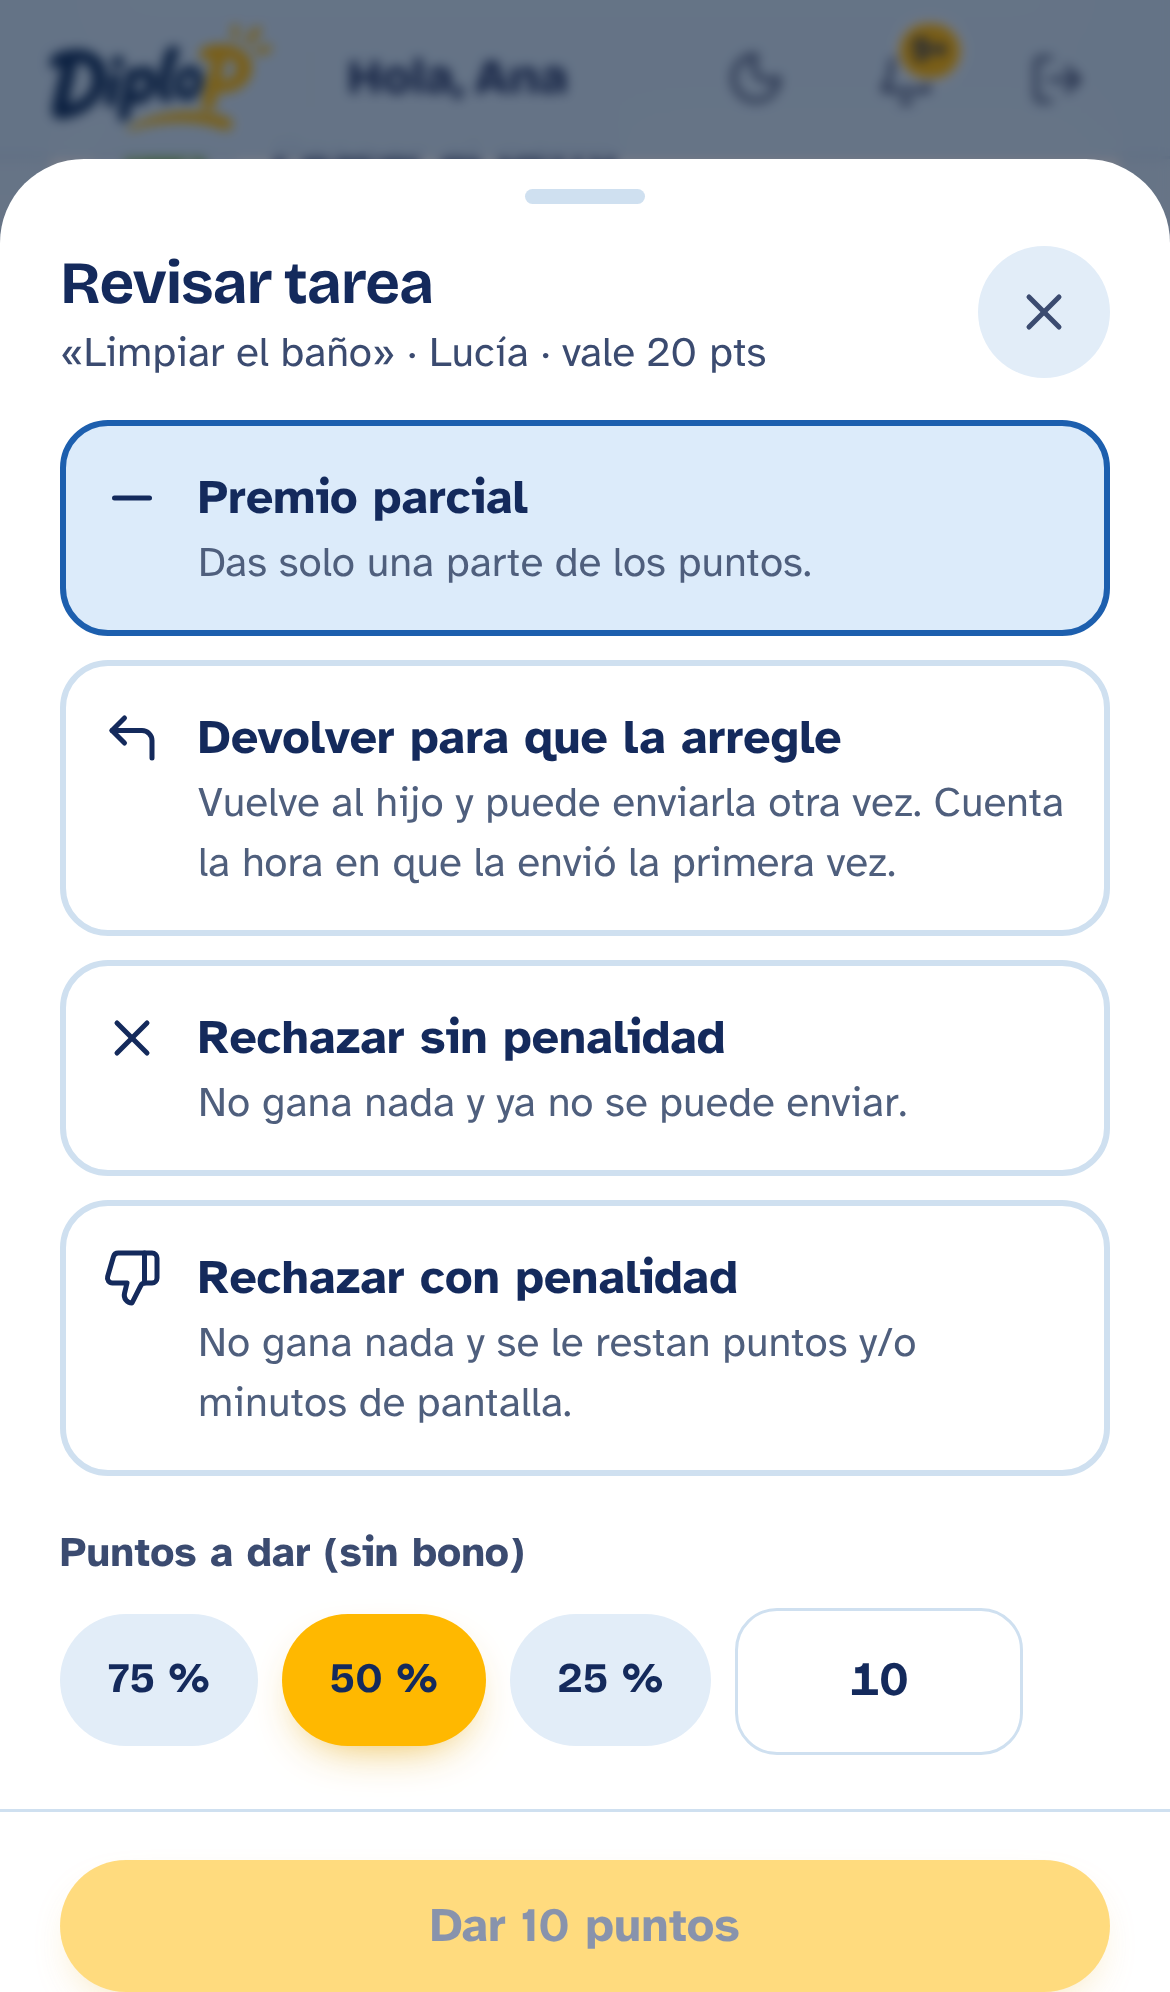 DiploP
Hola, Ana
9+
Revisar tarea
«Limpiar el baño» · Lucía · vale 20 pts
Premio parcial
Das solo una parte de los puntos.
Devolver para que la arregle
Vuelve al hijo y puede enviarla otra vez. Cuenta
la hora en que la envió la primera vez.
Rechazar sin penalidad
No gana nada y ya no se puede enviar.
Rechazar con penalidad
No gana nada y se le restan puntos y/o
minutos de pantalla.
Puntos a dar (sin bono)
75 %
50 %
25 %
10
Dar 10 puntos